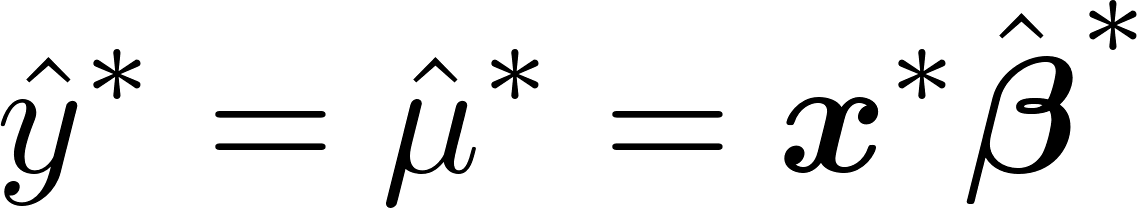 ŷ* = μ̂* = 𝒙*𝜷̂*